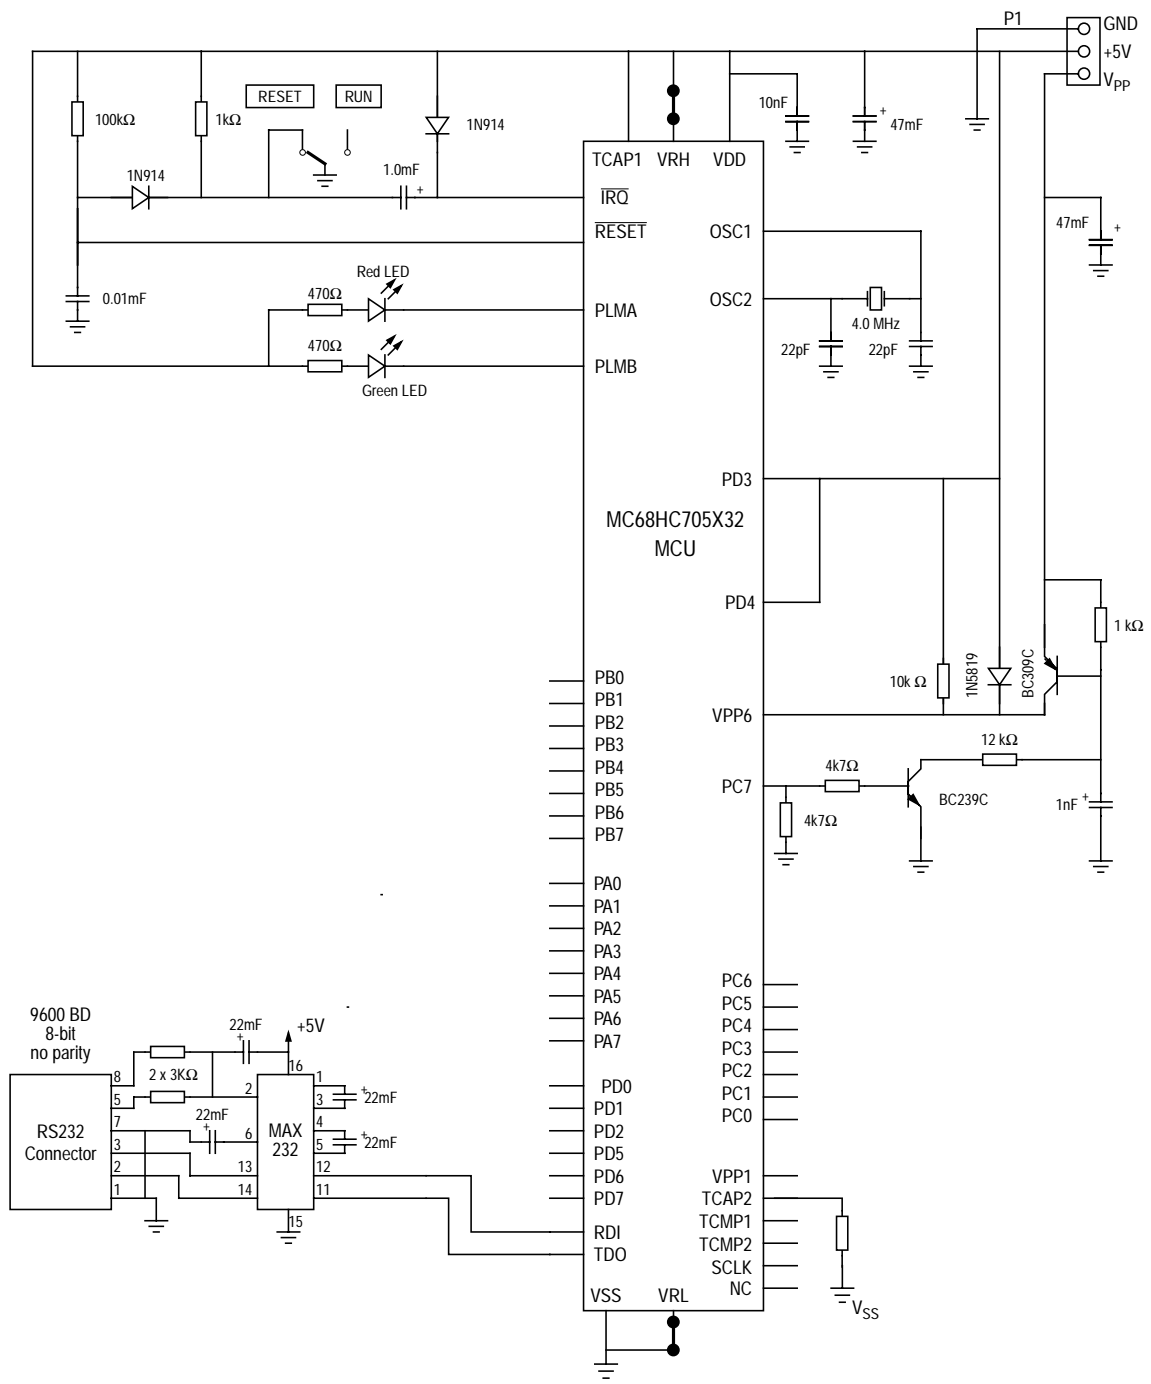 P1
GND
+5V
VPP
RESET
RUN
100kΩ
1kΩ
1N914
10nF
+
47mF
1N914
1.0mF
+
TCAP1
VRH
VDD
IRQ
RESET
OSC1
47mF
+
Red LED
0.01mF
470Ω
PLMA
OSC2
4.0 MHz
22pF
22pF
470Ω
PLMB
Green LED
PD3
MC68HC705X32
MCU
PD4
1 kΩ
10k Ω
1N5819
BC309C
PB0
PB1
PB2
PB3
PB4
PB5
PB6
PB7
VPP6
12 kΩ
PC7
4k7Ω
BC239C
1nF
+
4k7Ω
PA0
PA1
PA2
PA3
PA4
PA5
PA6
PA7
PC6
PC5
PC4
PC3
PC2
PC1
PC0
9600 BD
8-bit
no parity
22mF
+
+5V
2 x 3KΩ
8
5
7
3
2
1
RS232
Connector
22mF
+
16
2
6
13
14
MAX
232
1
3
4
5
12
11
15
+
22mF
+
22mF
PD0
PD1
PD2
PD5
PD6
PD7
RDI
TDO
VPP1
TCAP2
TCMP1
TCMP2
SCLK
NC
VSS
VRL
VSS